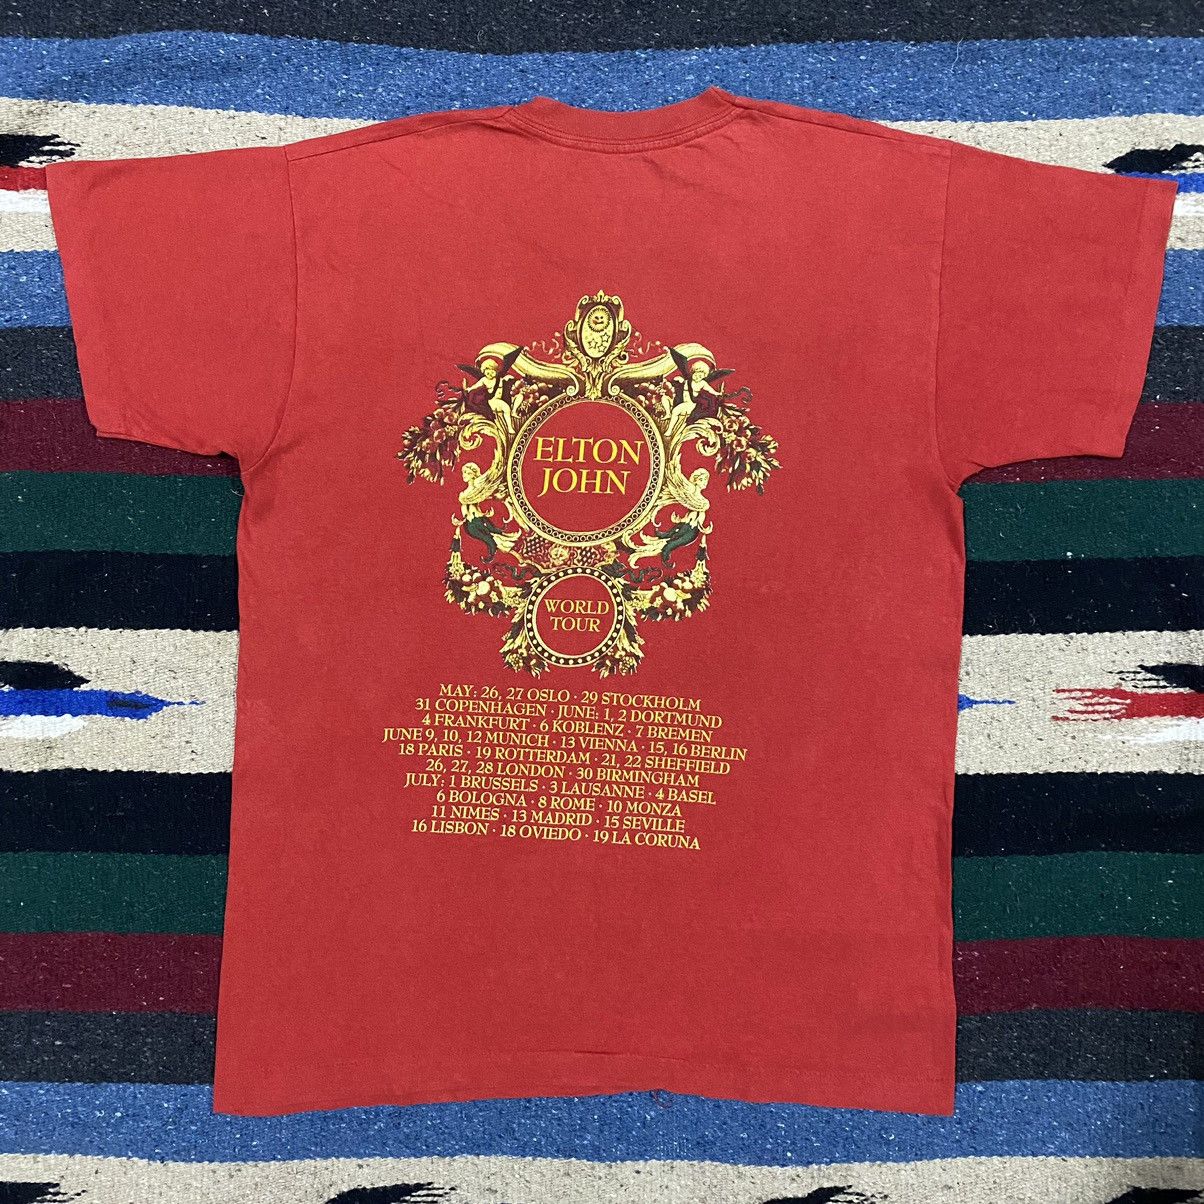 ELTON
JOHN
WORLD
TOUR
MAY: 26, 27 OSLO · 29 STOCKHOLM
31 COPENHAGEN · JUNE: 1, 2 DORTMUND
4 FRANKFURT · 6 KOBLENZ · 7 BREMEN
JUNE 9, 10, 12 MUNICH · 13 VIENNA · 15, 16 BERLIN
18 PARIS · 19 ROTTERDAM · 21, 22 SHEFFIELD
26, 27, 28 LONDON · 30 BIRMINGHAM
JULY: 1 BRUSSELS · 3 LAUSANNE · 4 BASEL
6 BOLOGNA · 8 ROME · 10 MONZA
11 NIMES · 13 MADRID · 15 SEVILLE
16 LISBON · 18 OVIEDO · 19 LA CORUNA